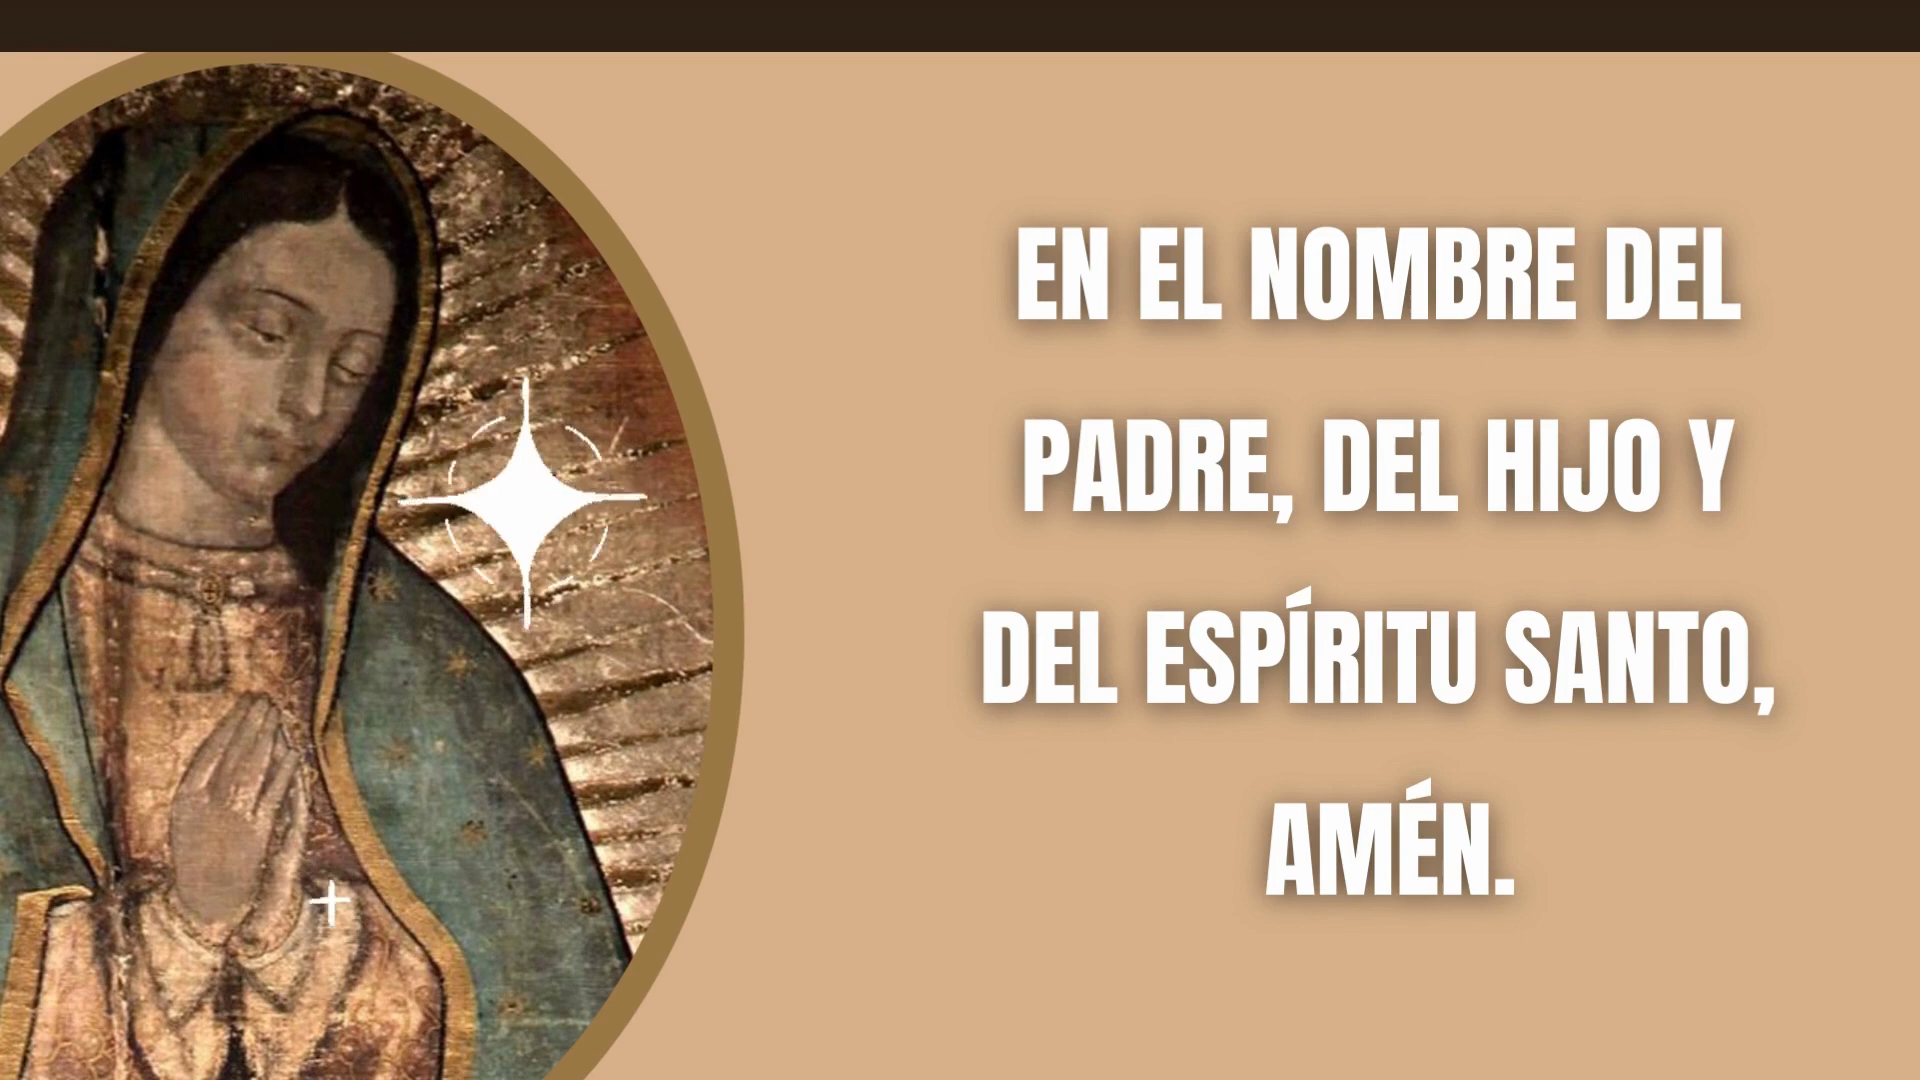 EN EL NOMBRE DEL
PADRE, DEL HIJO Y
DEL ESPÍRITU SANTO,
AMÉN.